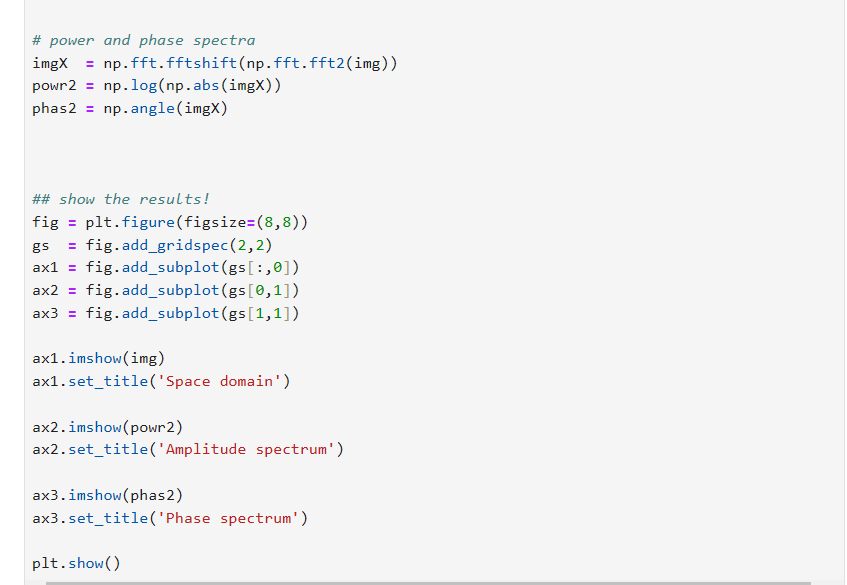 # power and phase spectra
imgX  = np.fft.fftshift(np.fft.fft2(img))
powr2 = np.log(np.abs(imgX))
phas2 = np.angle(imgX)
## show the results!
fig = plt.figure(figsize=(8,8))
gs  = fig.add_gridspec(2,2)
ax1 = fig.add_subplot(gs[:,0])
ax2 = fig.add_subplot(gs[0,1])
ax3 = fig.add_subplot(gs[1,1])
ax1.imshow(img)
ax1.set_title('Space domain')
ax2.imshow(powr2)
ax2.set_title('Amplitude spectrum')
ax3.imshow(phas2)
ax3.set_title('Phase spectrum')
plt.show()